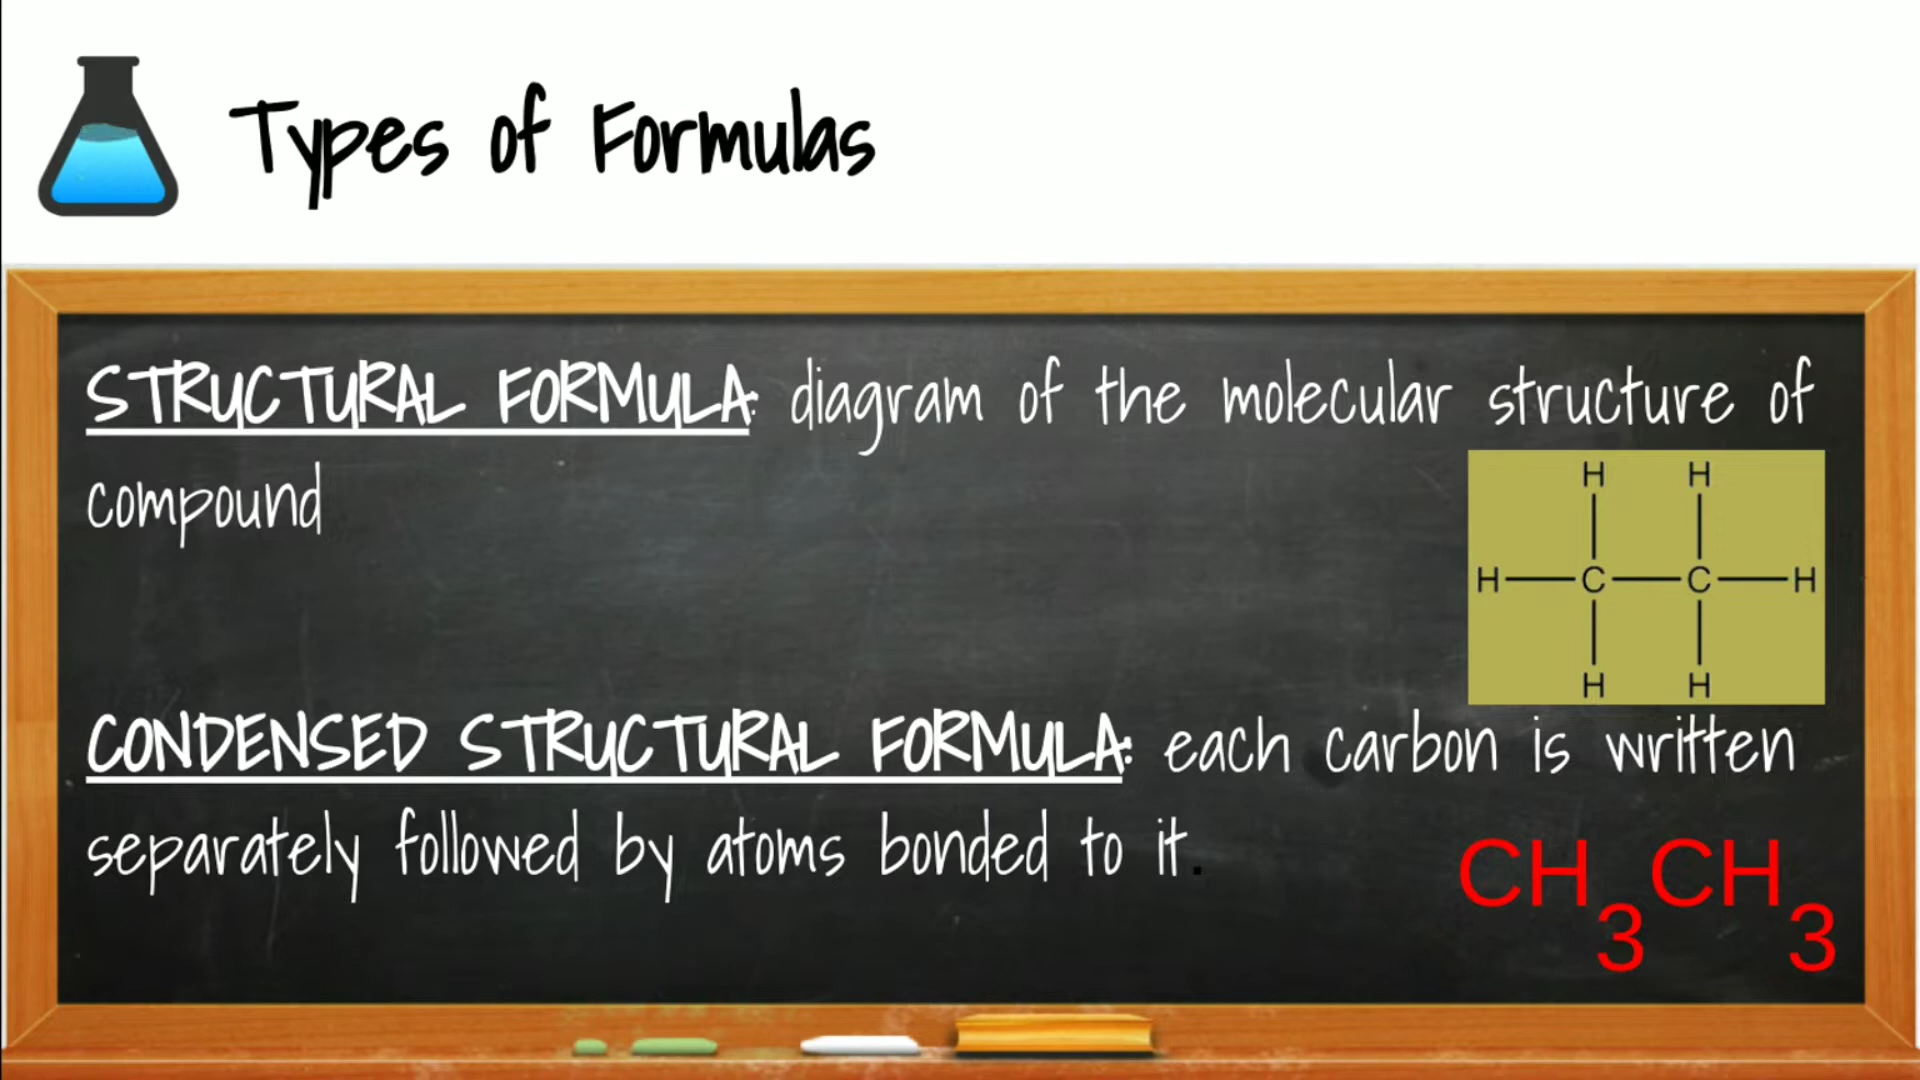 Types of Formulas
STRUCTURAL FORMULA: diagram of the molecular structure of
compound
H H
H C C H
H H
CONDENSED STRUCTURAL FORMULA: each carbon is written
separately followed by atoms bonded to it.
CH3CH3